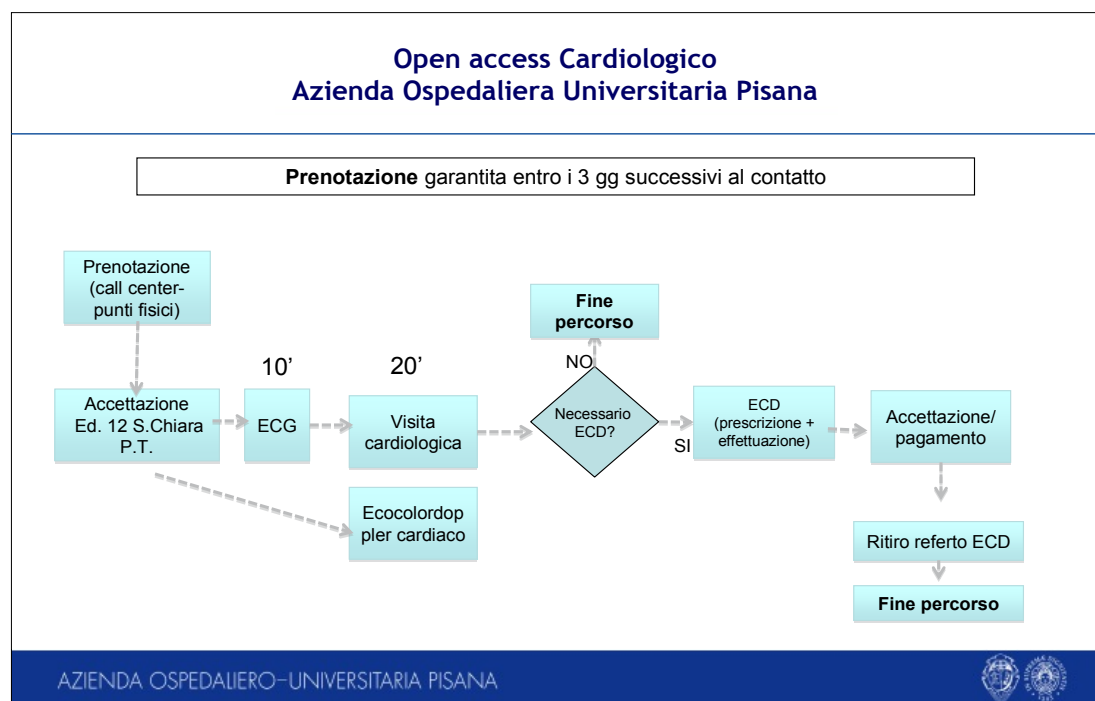 Open access Cardiologico
Azienda Ospedaliera Universitaria Pisana
Prenotazione garantita entro i 3 gg successivi al contatto
Prenotazione
(call center-
punti fisici)
Fine
percorso
10’
20’
NO
Accettazione
Ed. 12 S.Chiara
P.T.
ECG
Visita
cardiologica
Necessario
ECD?
SI
ECD
(prescrizione +
effettuazione)
Accettazione/
pagamento
Ecocolordop
pler cardiaco
Ritiro referto ECD
Fine percorso
AZIENDA OSPEDALIERO–UNIVERSITARIA PISANA